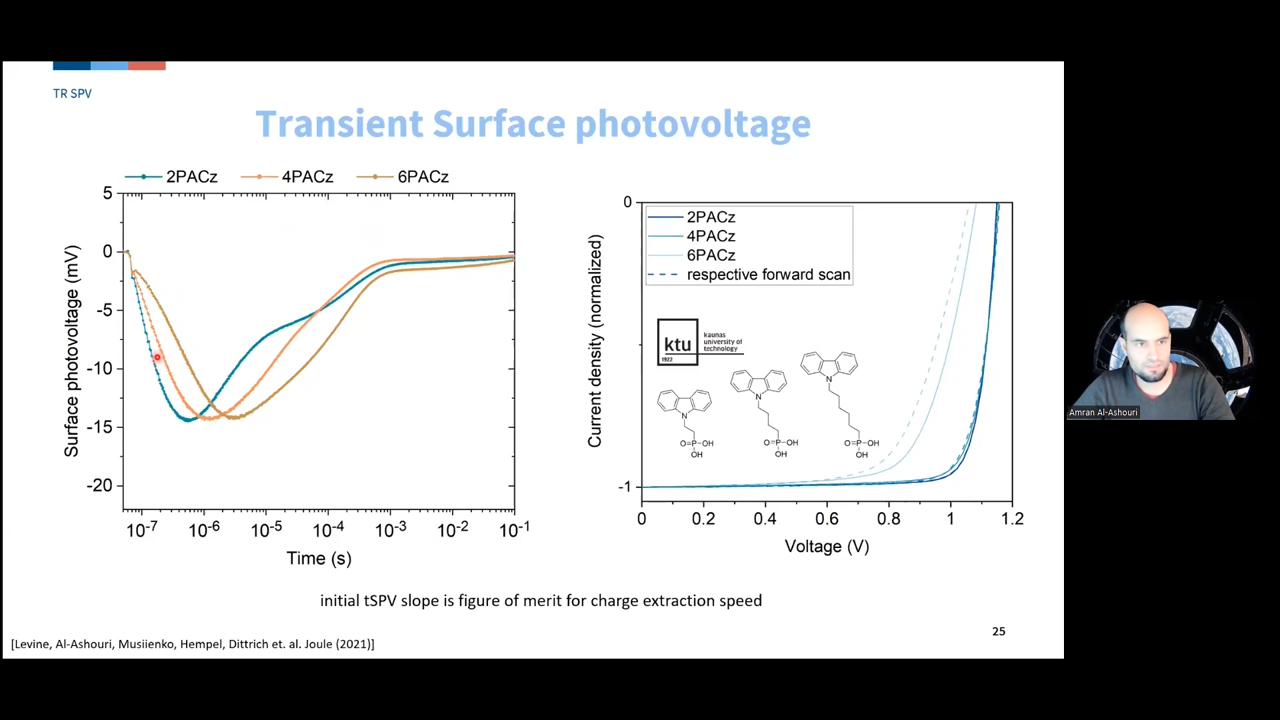 TR SPV
Transient Surface photovoltage
2PACz 4PACz 6PACz
5
0
-5
-10
-15
-20
Surface photovoltage (mV)
10-7 10-6 10-5 10-4 10-3 10-2 10-1
Time (s)
0
-1
Current density (normalized)
2PACz
4PACz
6PACz
respective forward scan
ktu
1922
kaunas
university of
technology
N
O=P-OH
OH
N
O=P-OH
OH
N
O=P-OH
OH
0 0.2 0.4 0.6 0.8 1 1.2
Voltage (V)
initial tSPV slope is figure of merit for charge extraction speed
25
[Levine, Al-Ashouri, Musiienko, Hempel, Dittrich et. al. Joule (2021)]
Amran Al-Ashouri